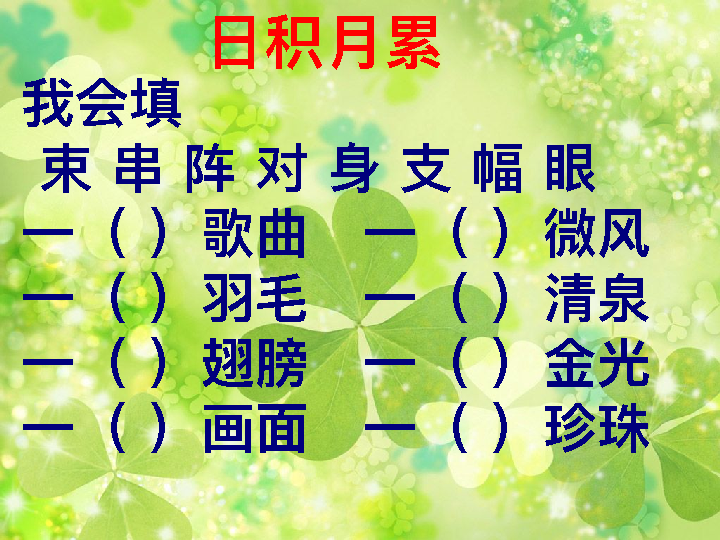 日积月累
我会填
束 串 阵 对 身 支 幅 眼
一（ ）歌曲 一（ ）微风
一（ ）羽毛 一（ ）清泉
一（ ）翅膀 一（ ）金光
一（ ）画面 一（ ）珍珠